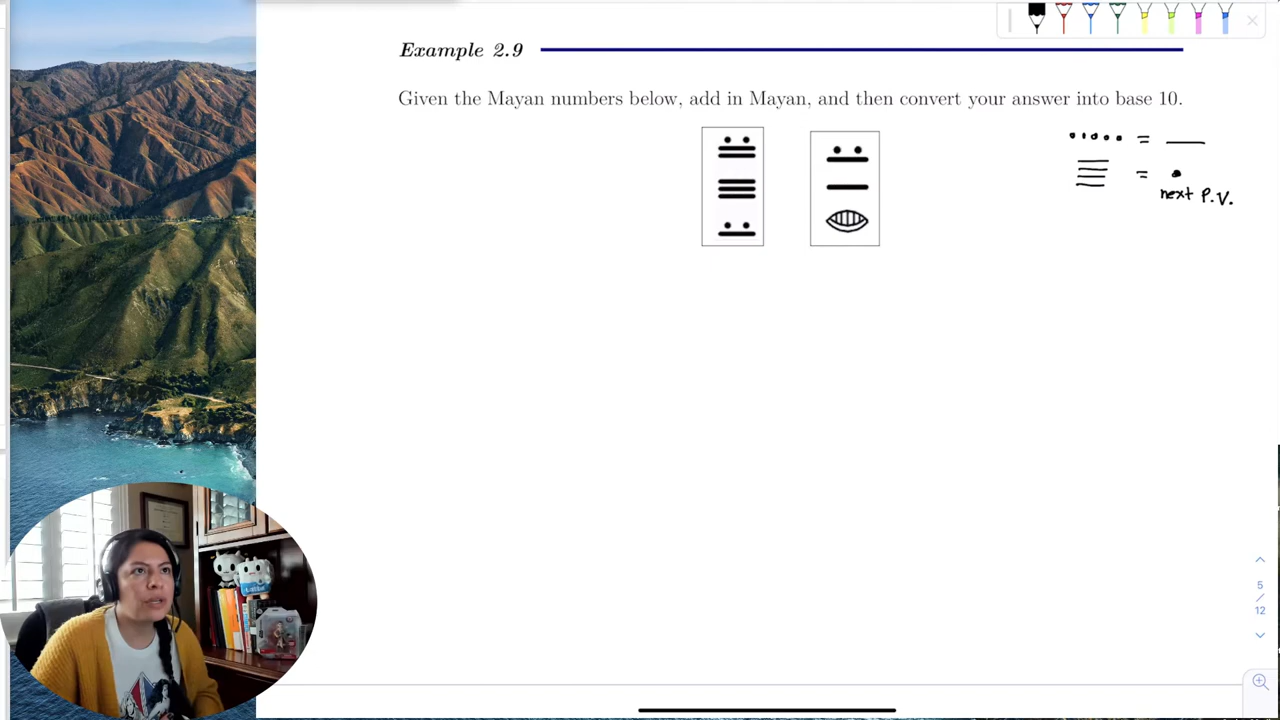 Example 2.9
Given the Mayan numbers below, add in Mayan, and then convert your answer into base 10.
=
=
next P.V.
5
/
12